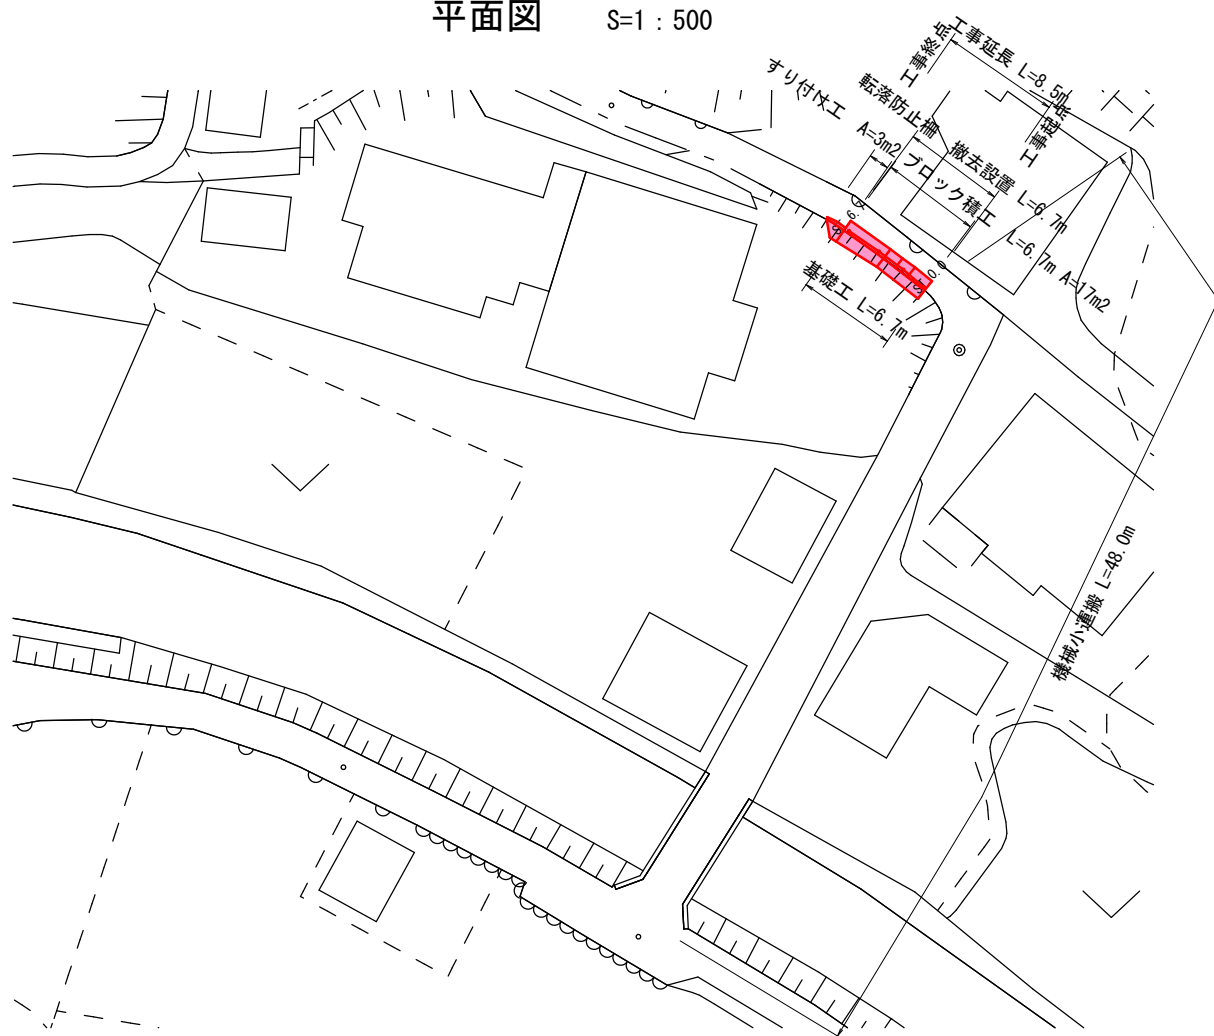 平面図 S=1：500
工事終点
工事延長 L=8.5m
工事起点
すり付け工 A=3m2
転落防止柵 撤去設置 L=6.7m
ブロック積工 L=6.7m A=17m2
基礎工 L=6.7m
機械小運搬 L=48.0m